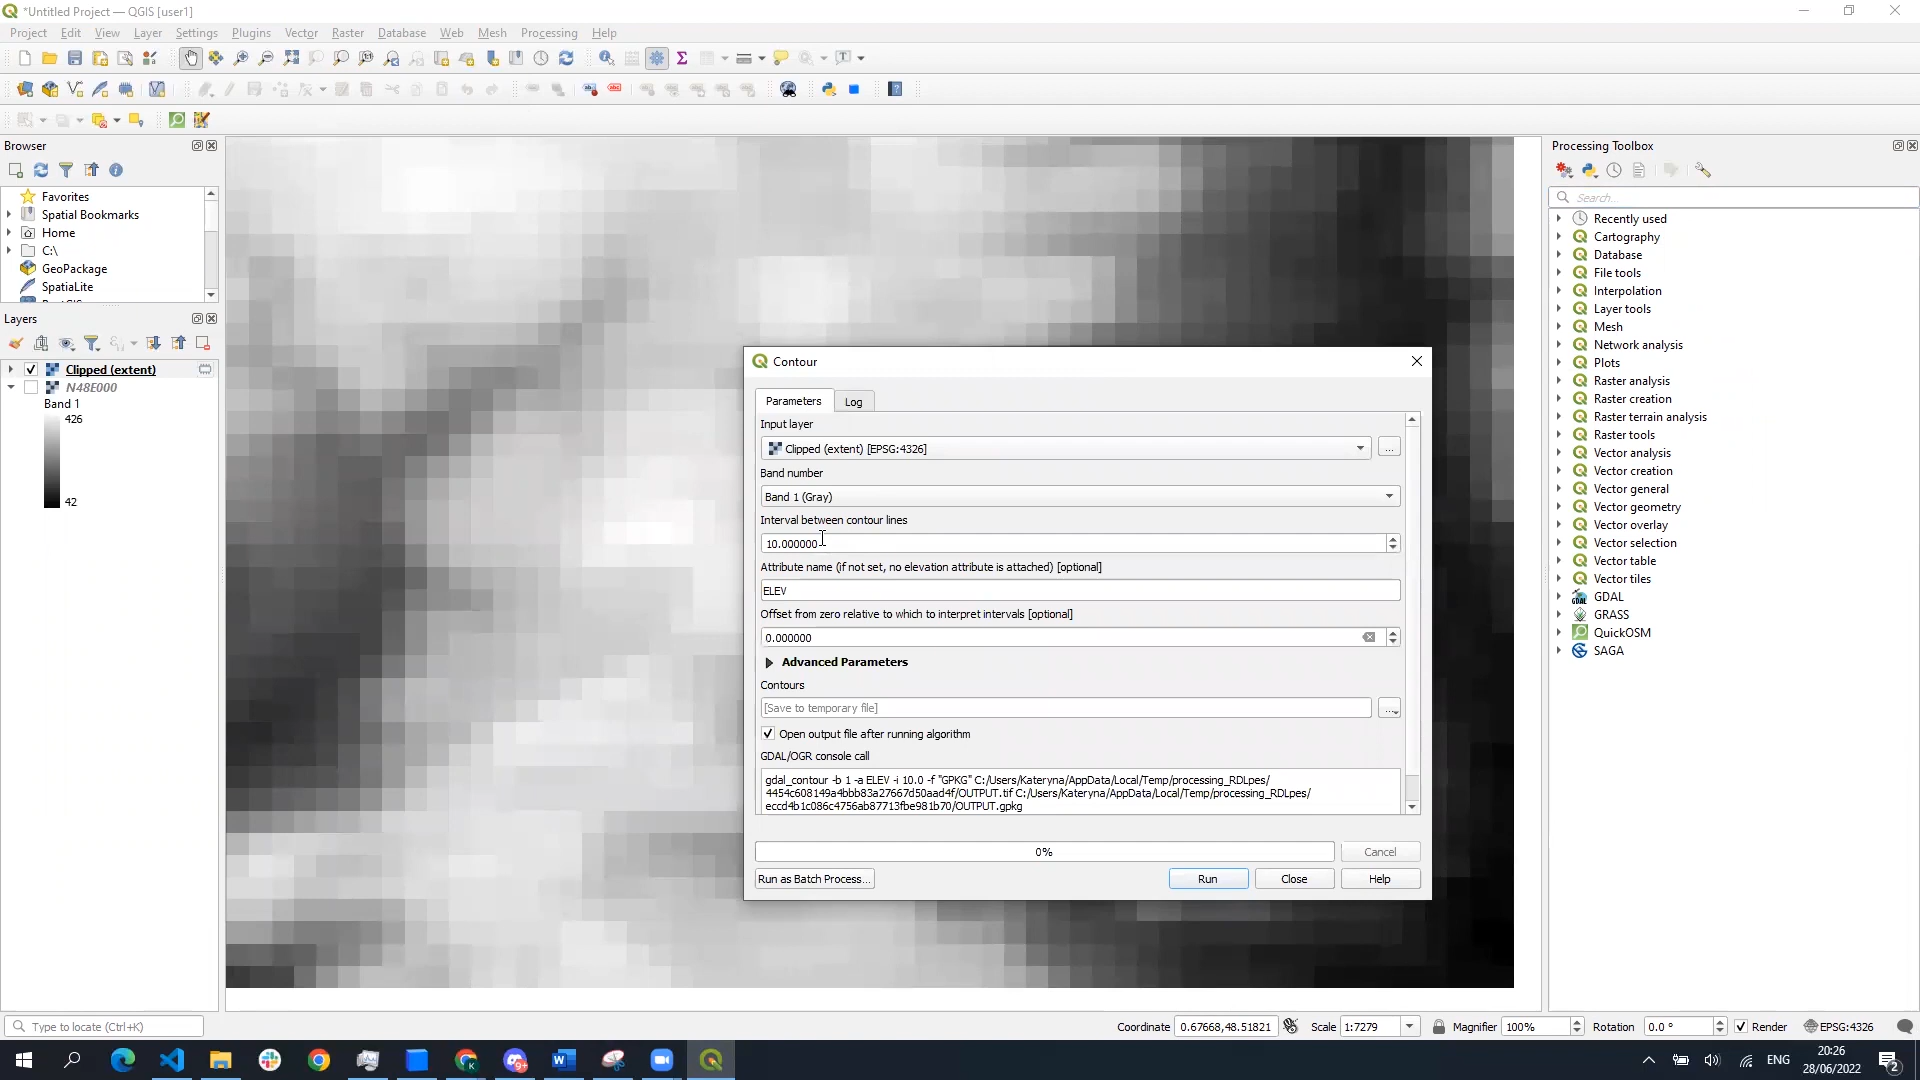 *Untitled Project — QGIS [user1]
Project Edit View Layer Settings Plugins Vector Raster Database Web Mesh Processing Help
Browser
Favorites
Spatial Bookmarks
Home
C:\
GeoPackage
SpatiaLite
Layers
Clipped (extent)
N48E000
Band 1
426
42
Contour
Parameters Log
Input layer
Clipped (extent) [EPSG:4326]
Band number
Band 1 (Gray)
Interval between contour lines
10.000000
Attribute name (if not set, no elevation attribute is attached) [optional]
ELEV
Offset from zero relative to which to interpret intervals [optional]
0.000000
Advanced Parameters
Contours
[Save to temporary file]
Open output file after running algorithm
GDAL/OGR console call
gdal_contour -b 1 -a ELEV -i 10.0 -f "GPKG" C:/Users/Kateryna/AppData/Local/Temp/processing_RDLpes/
4454c608149a4bbb83a27667d50aad4f/OUTPUT.tif C:/Users/Kateryna/AppData/Local/Temp/processing_RDLpes/
eccd4b1c086c4756ab87713fbe981b70/OUTPUT.gpkg
0%
Cancel
Run as Batch Process...
Run
Close
Help
Processing Toolbox
Search...
Recently used
Cartography
Database
File tools
Interpolation
Layer tools
Mesh
Network analysis
Plots
Raster analysis
Raster creation
Raster terrain analysis
Raster tools
Vector analysis
Vector creation
Vector general
Vector geometry
Vector overlay
Vector selection
Vector table
Vector tiles
GDAL
GRASS
QuickOSM
SAGA
Type to locate (Ctrl+K)
Coordinate 0.67668,48.51821 Scale 1:7279 Magnifier 100% Rotation 0.0 ° Render EPSG:4326
ENG
20:26
28/06/2022
2